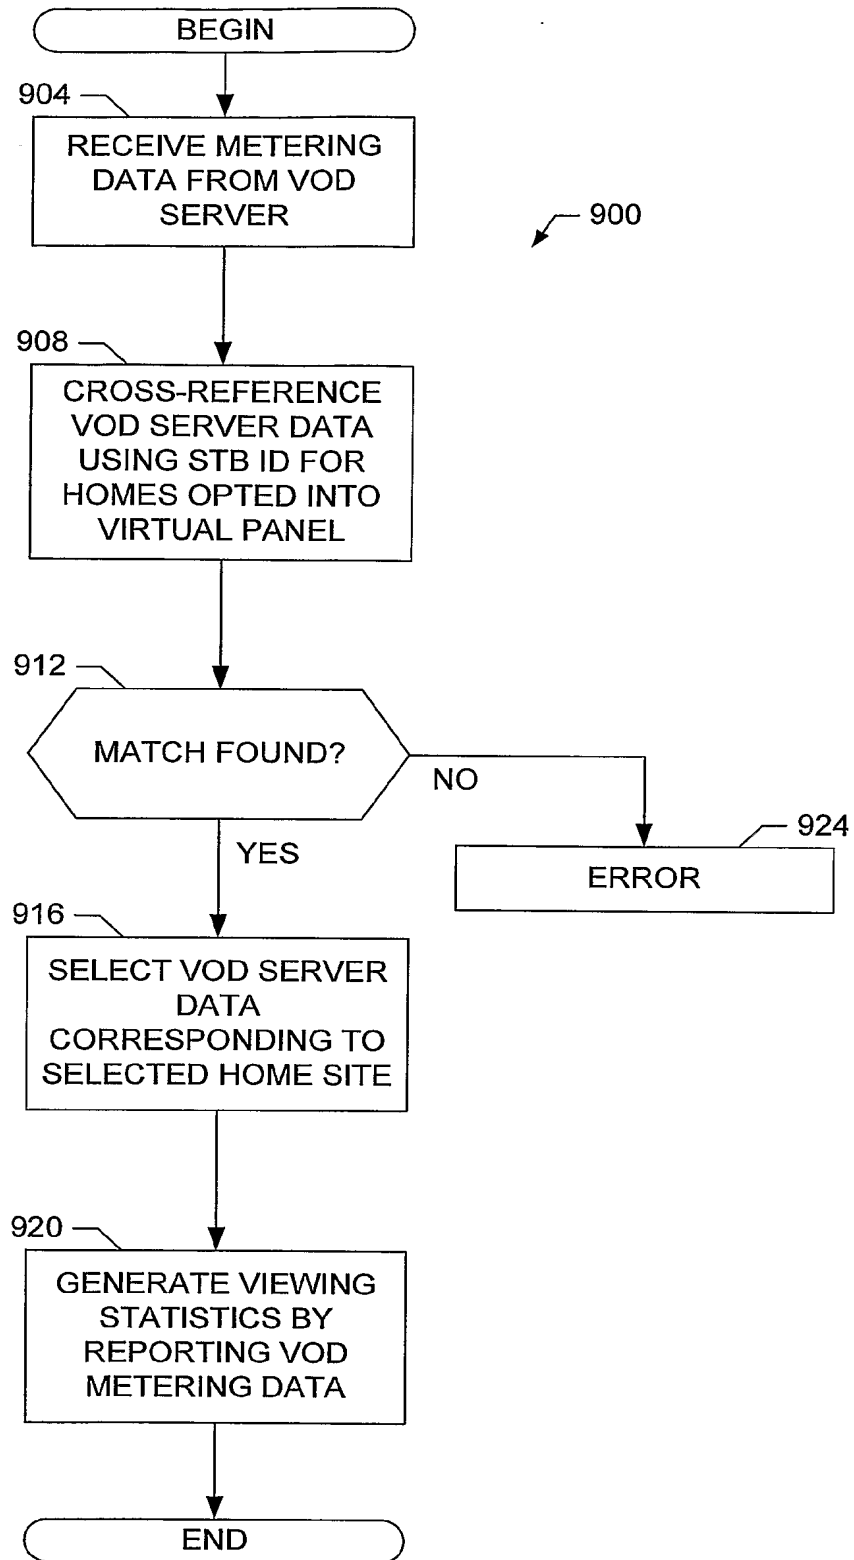 BEGIN
904
RECEIVE METERING
DATA FROM VOD
SERVER
900
908
CROSS-REFERENCE
VOD SERVER DATA
USING STB ID FOR
HOMES OPTED INTO
VIRTUAL PANEL
912
MATCH FOUND?
NO
YES
924
ERROR
916
SELECT VOD SERVER
DATA
CORRESPONDING TO
SELECTED HOME SITE
920
GENERATE VIEWING
STATISTICS BY
REPORTING VOD
METERING DATA
END